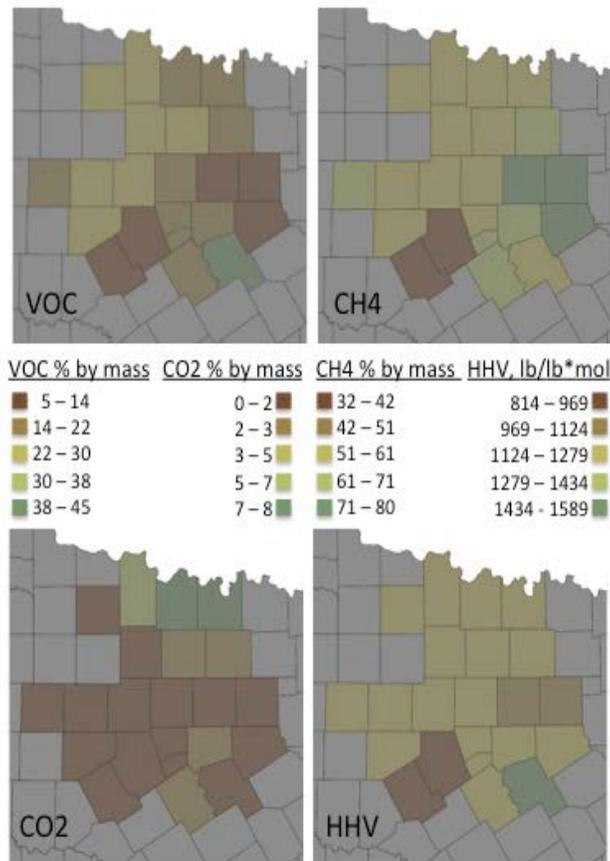 VOC
CH4
VOC % by mass
5 – 14
14 – 22
22 – 30
30 – 38
38 – 45
CO2 % by mass
0 – 2
2 – 3
3 – 5
5 – 7
7 – 8
CH4 % by mass
32 – 42
42 – 51
51 – 61
61 – 71
71 – 80
HHV, lb/lb*mol
814 – 969
969 – 1124
1124 – 1279
1279 – 1434
1434 - 1589
CO2
HHV